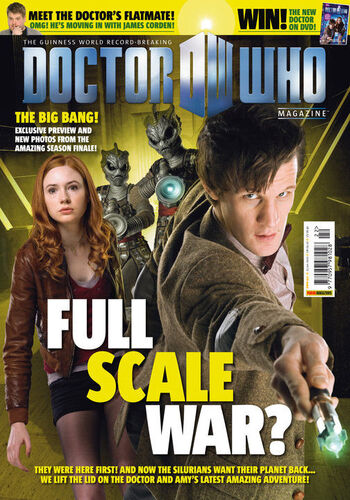 MEET THE DOCTOR'S FLATMATE!
OMG! HE'S MOVING IN WITH JAMES CORDEN!
WIN!
THE NEW
DOCTOR
ON DVD!
THE GUINNESS WORLD RECORD-BREAKING
DOCTOR WHO
MAGAZINE
THE BIG BANG!
EXCLUSIVE PREVIEW AND
NEW PHOTOS FROM THE
AMAZING SEASON FINALE!
FULL
SCALE
WAR?
THEY WERE HERE FIRST! AND NOW THE SILURIANS WANT THEIR PLANET BACK...
WE LIFT THE LID ON THE DOCTOR AND AMY'S LATEST AMAZING ADVENTURE!